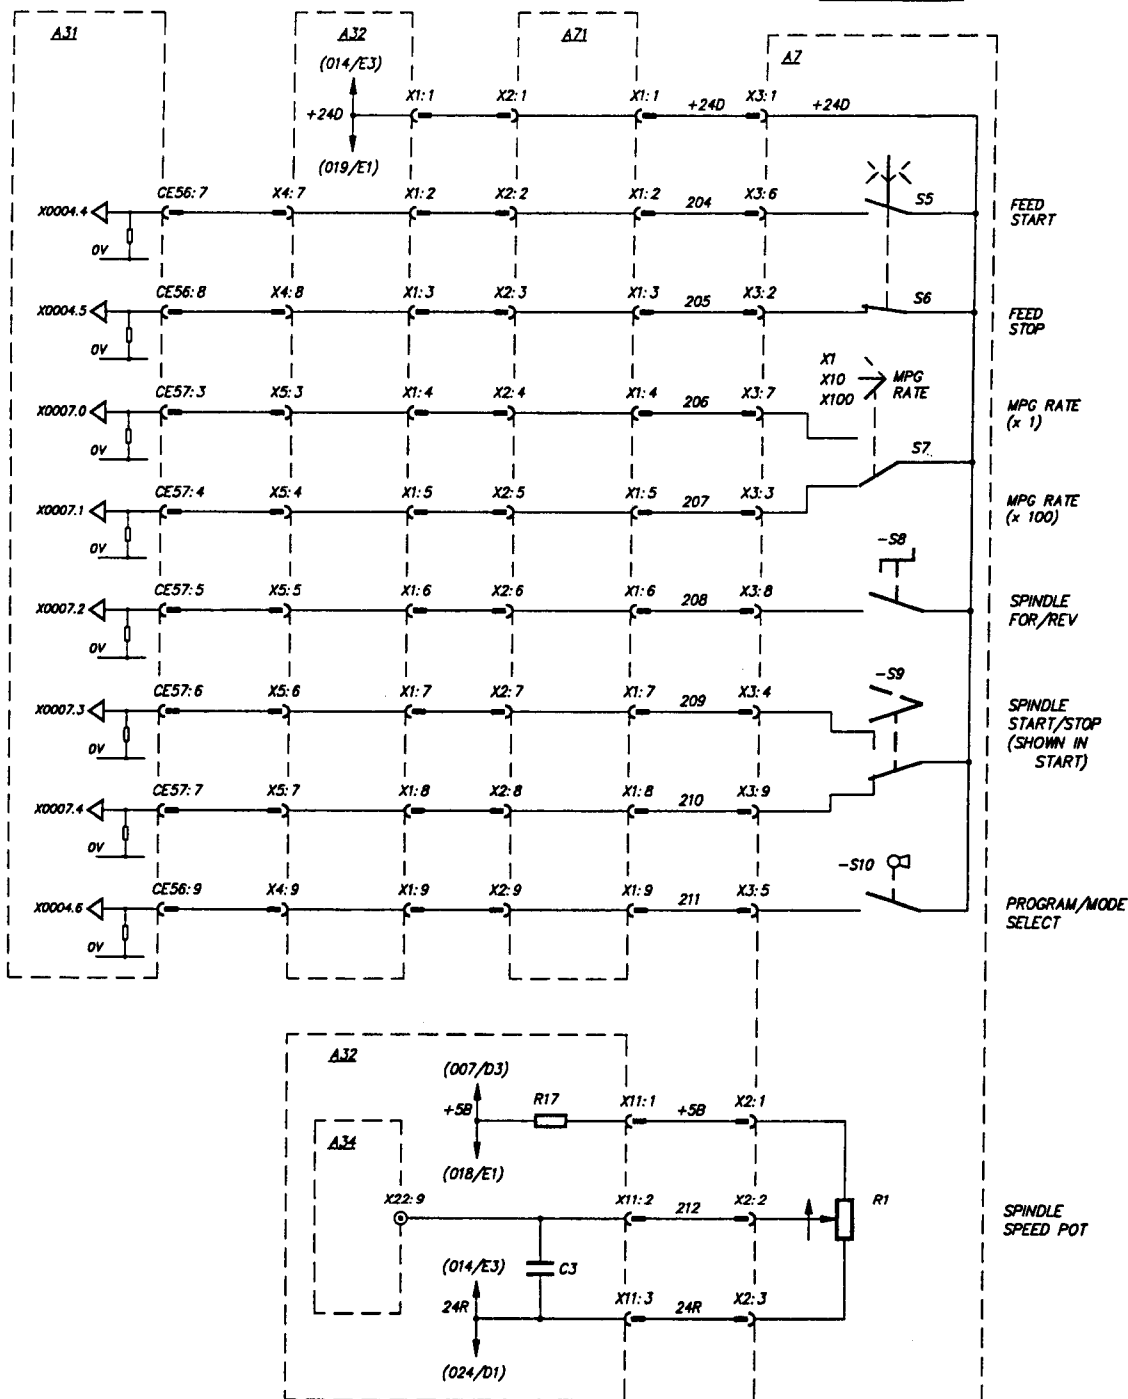 A31
A32
A71
A7
(014/E3)
X1:1
X2:1
X1:1
X3:1
+24D
+24D
+24D
(019/E1)
CE56:7
X4:7
X1:2
X2:2
X1:2
X3:6
X0004.4
204
S5
FEED
START
0V
CE56:8
X4:8
X1:3
X2:3
X1:3
X3:2
S6
X0004.5
205
FEED
STOP
0V
X1
X10
X100
MPG
RATE
CE57:3
X5:3
X1:4
X2:4
X1:4
X3:7
X0007.0
206
MPG RATE
(x 1)
0V
S7
CE57:4
X5:4
X1:5
X2:5
X1:5
X3:3
X0007.1
207
MPG RATE
(x 100)
0V
-S8
CE57:5
X5:5
X1:6
X2:6
X1:6
X3:8
X0007.2
208
SPINDLE
FOR/REV
0V
-S9
CE57:6
X5:6
X1:7
X2:7
X1:7
X3:4
X0007.3
209
SPINDLE
START/STOP
(SHOWN IN
START)
0V
CE57:7
X5:7
X1:8
X2:8
X1:8
X3:9
X0007.4
210
0V
-S10
CE56:9
X4:9
X1:9
X2:9
X1:9
X3:5
X0004.6
211
PROGRAM/MODE
SELECT
0V
A32
(007/D3)
R17
X11:1
+5B
X2:1
+5B
A34
(018/E1)
X22:9
X11:2
212
X2:2
R1
SPINDLE
SPEED POT
(014/E3)
C3
24R
X11:3
24R
X2:3
(024/D1)